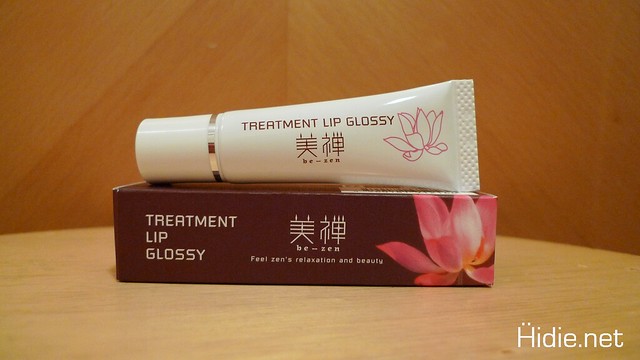 TREATMENT LIP GLOSSY
美禅
be-zen
TREATMENT
LIP
GLOSSY
美禅
be-zen
Feel zen's relaxation and beauty
Hidie.net